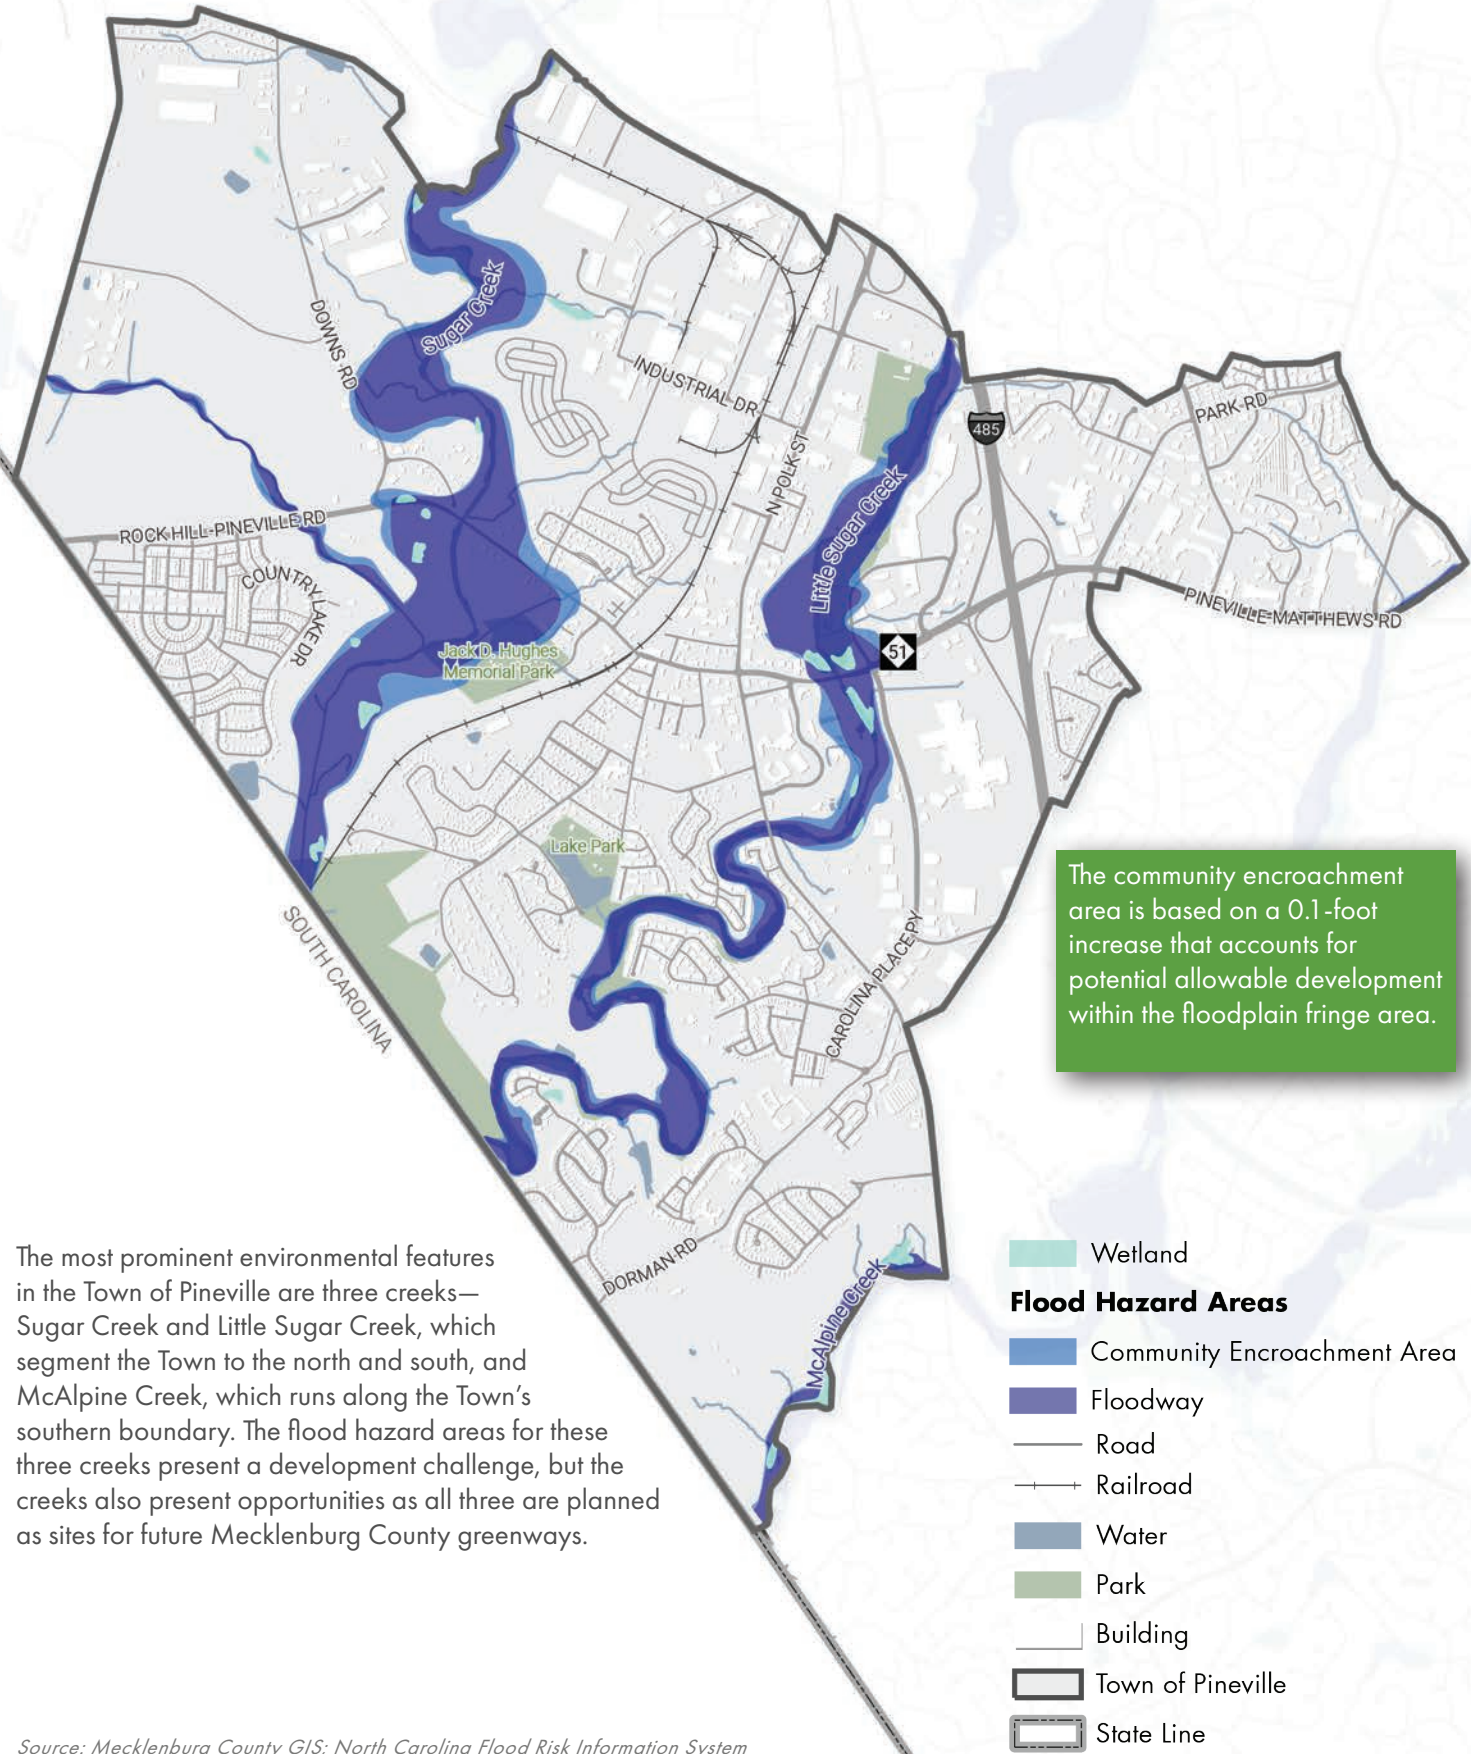 DOWNS RD
Sugar Creek
INDUSTRIAL DR
N POLK ST
Little Sugar Creek
485
PARK RD
ROCK HILL-PINEVILLE RD
COUNTRY LAKE DR
PINEVILLE-MATTHEWS RD
Jack D. Hughes
Memorial Park
51
Lake Park
SOUTH CAROLINA
CAROLINA PLACE PY
The community encroachment
area is based on a 0.1-foot
increase that accounts for
potential allowable development
within the floodplain fringe area.
DORMAN RD
McAlpine Creek
The most prominent environmental features
in the Town of Pineville are three creeks—
Sugar Creek and Little Sugar Creek, which
segment the Town to the north and south, and
McAlpine Creek, which runs along the Town’s
southern boundary. The flood hazard areas for these
three creeks present a development challenge, but the
creeks also present opportunities as all three are planned
as sites for future Mecklenburg County greenways.
Wetland
Flood Hazard Areas
Community Encroachment Area
Floodway
Road
Railroad
Water
Park
Building
Town of Pineville
State Line
Source: Mecklenburg County GIS; North Carolina Flood Risk Information System